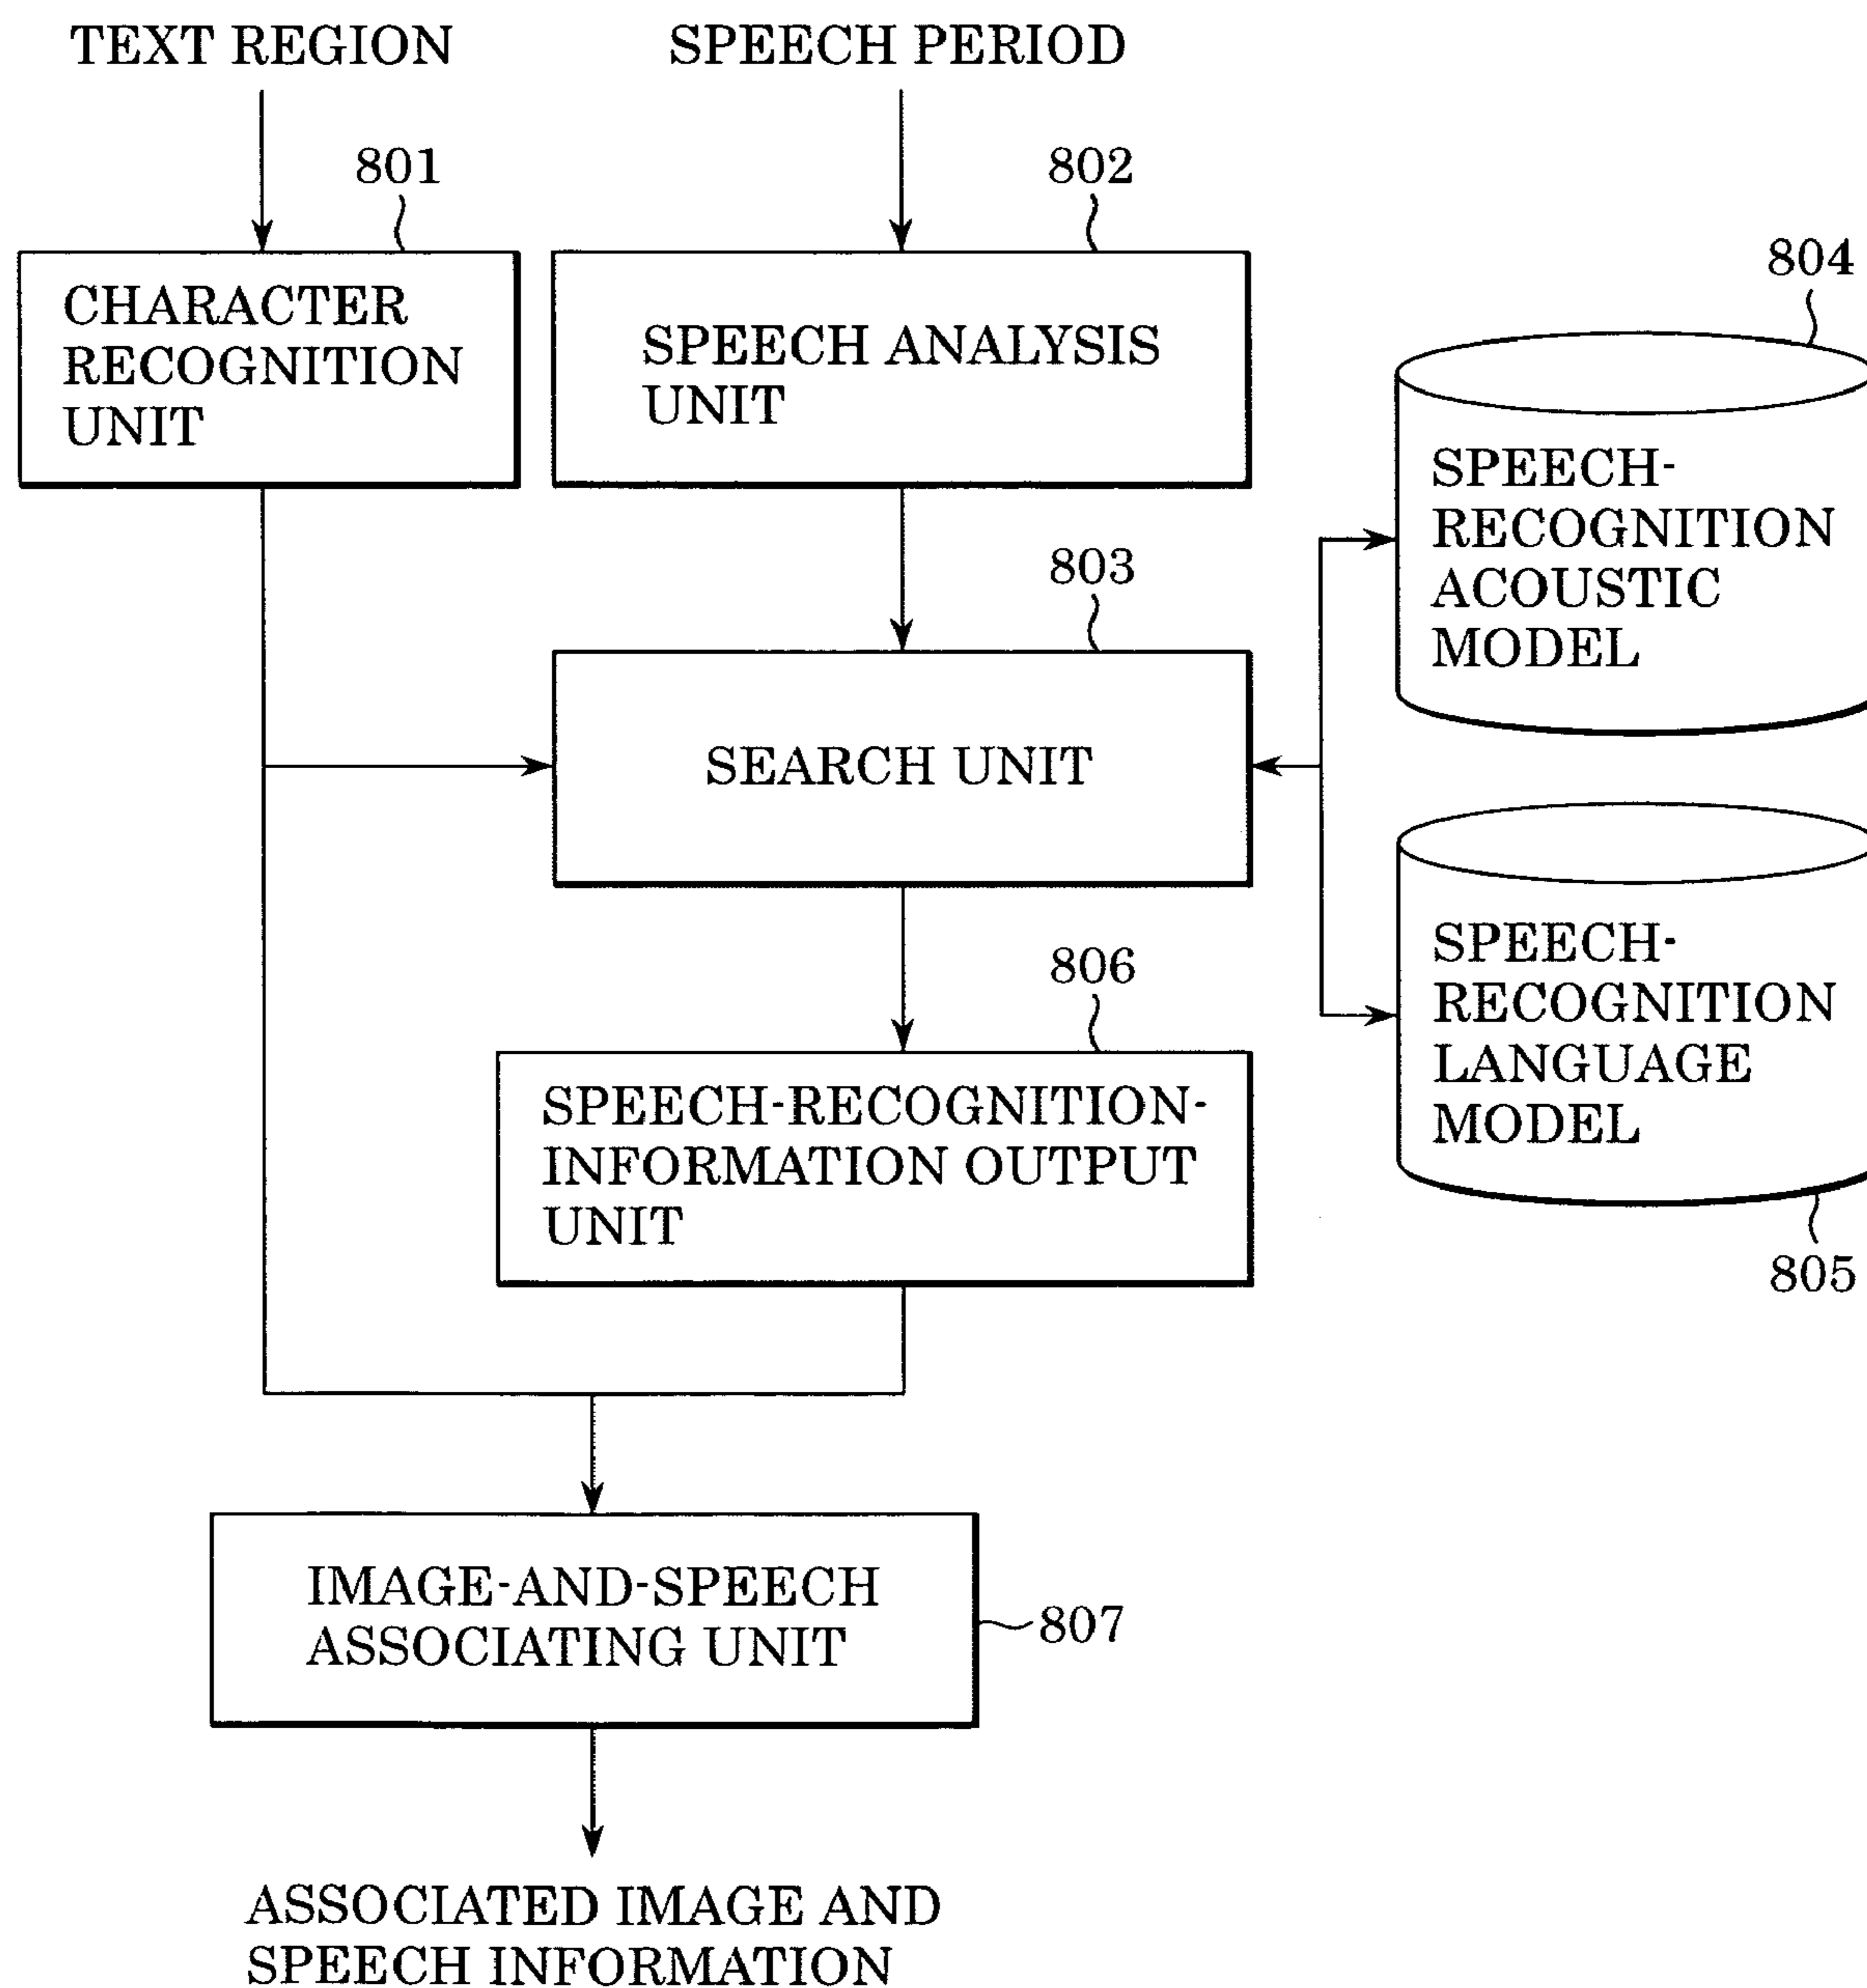 TEXT REGION
SPEECH PERIOD
801
802
CHARACTER
RECOGNITION
UNIT
SPEECH ANALYSIS
UNIT
804
SPEECH-
RECOGNITION
ACOUSTIC
MODEL
803
SEARCH UNIT
SPEECH-
RECOGNITION
LANGUAGE
MODEL
805
806
SPEECH-RECOGNITION-
INFORMATION OUTPUT
UNIT
IMAGE-AND-SPEECH
ASSOCIATING UNIT
807
ASSOCIATED IMAGE AND
SPEECH INFORMATION